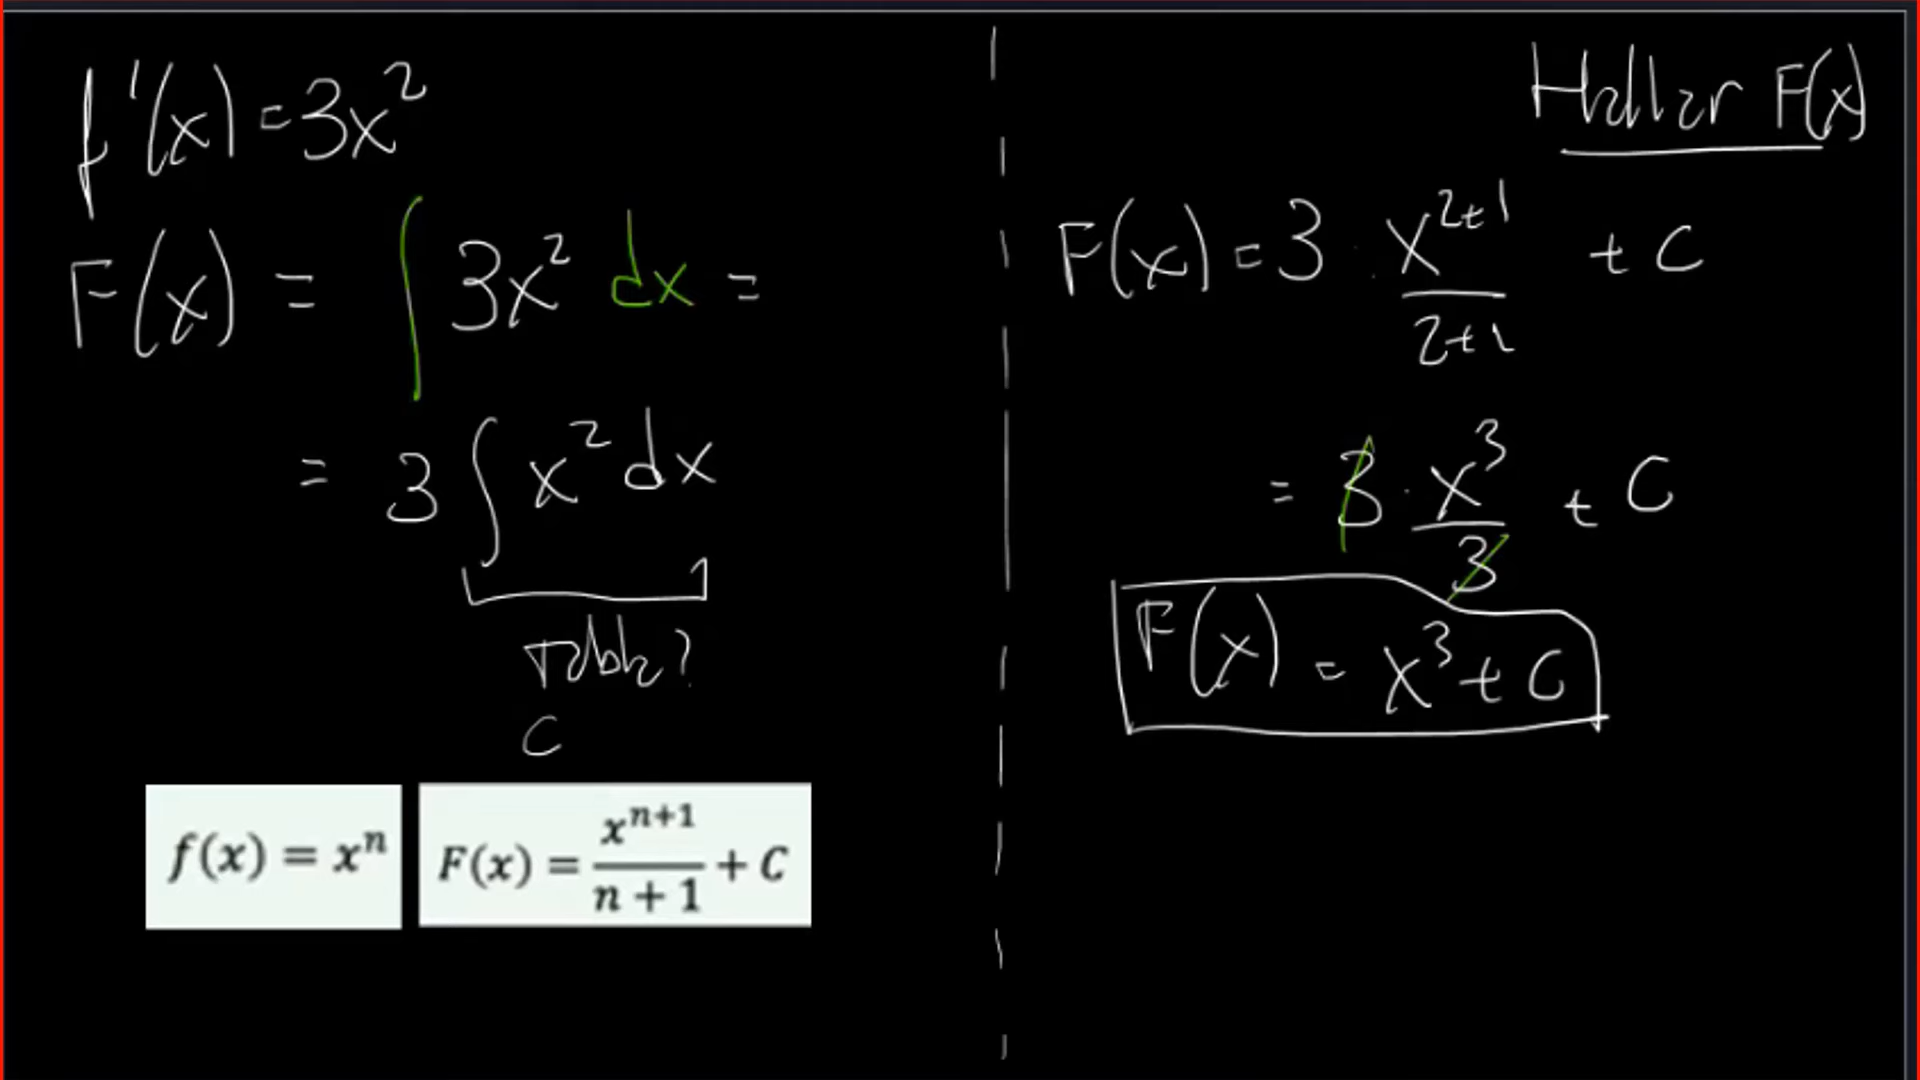 f'(x) = 3x²
F(x) = ∫ 3x² dx =
= 3 ∫ x² dx
Tabla?
C
f(x) = xⁿ
F(x) = xⁿ⁺¹/(n + 1) + C
Hallar F(x)
F(x) = 3 · x²⁺¹/(2+1) + C
= 3 · x³/3 + C
F(x) = x³ + C